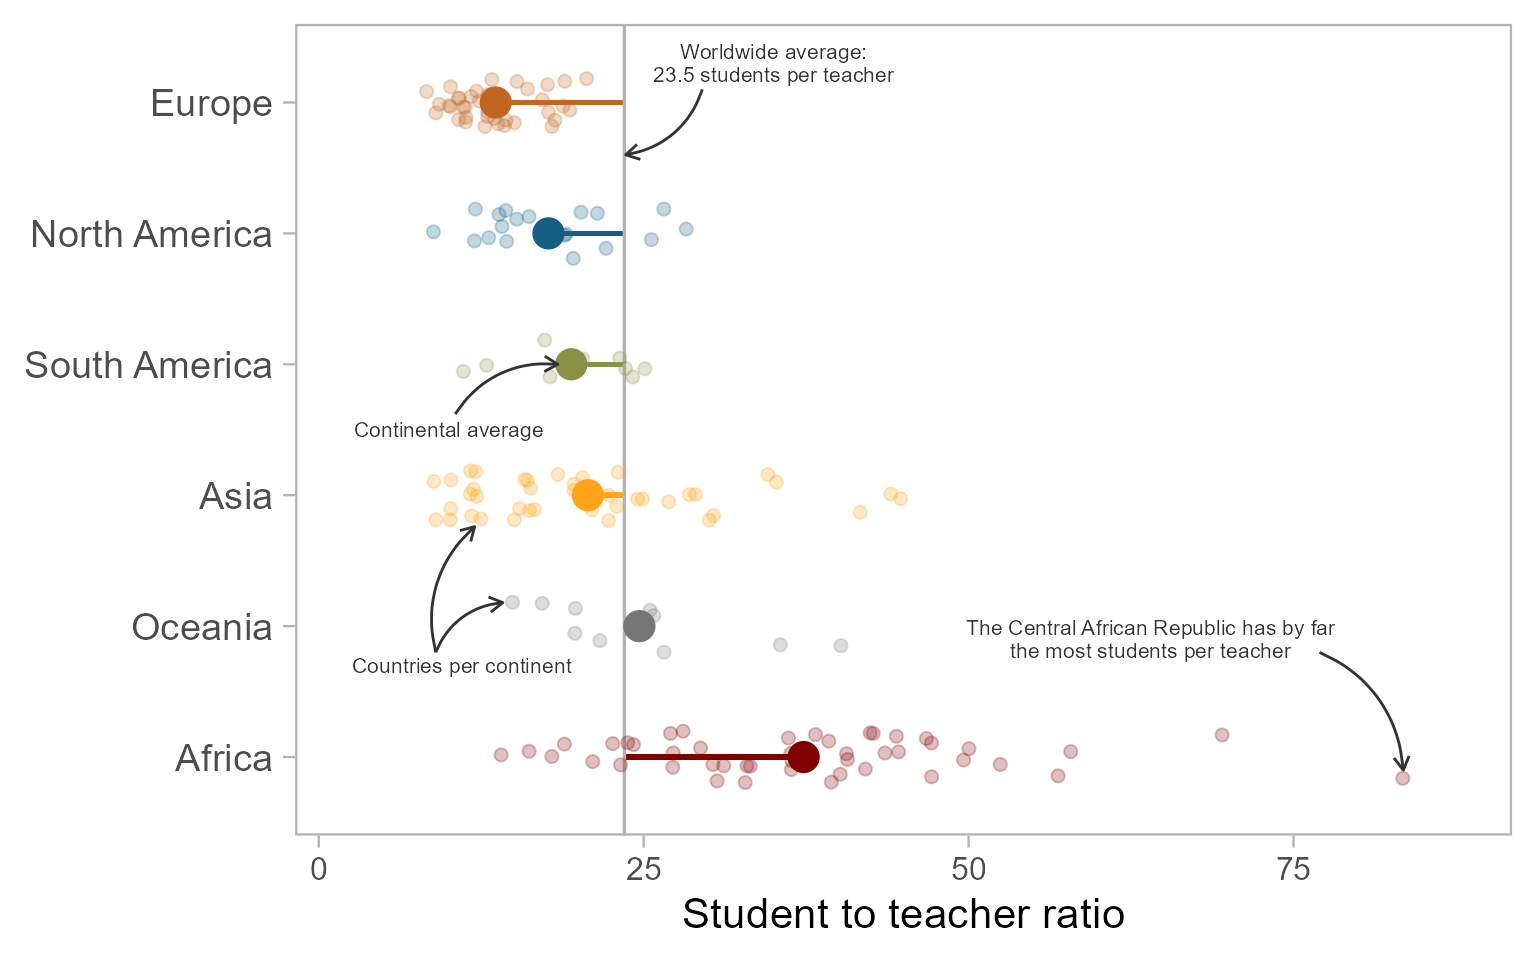 Worldwide average:
23.5 students per teacher
Europe
North America
South America
Continental average
Asia
Oceania
Countries per continent
The Central African Republic has by far
the most students per teacher
Africa
0 25 50 75
Student to teacher ratio